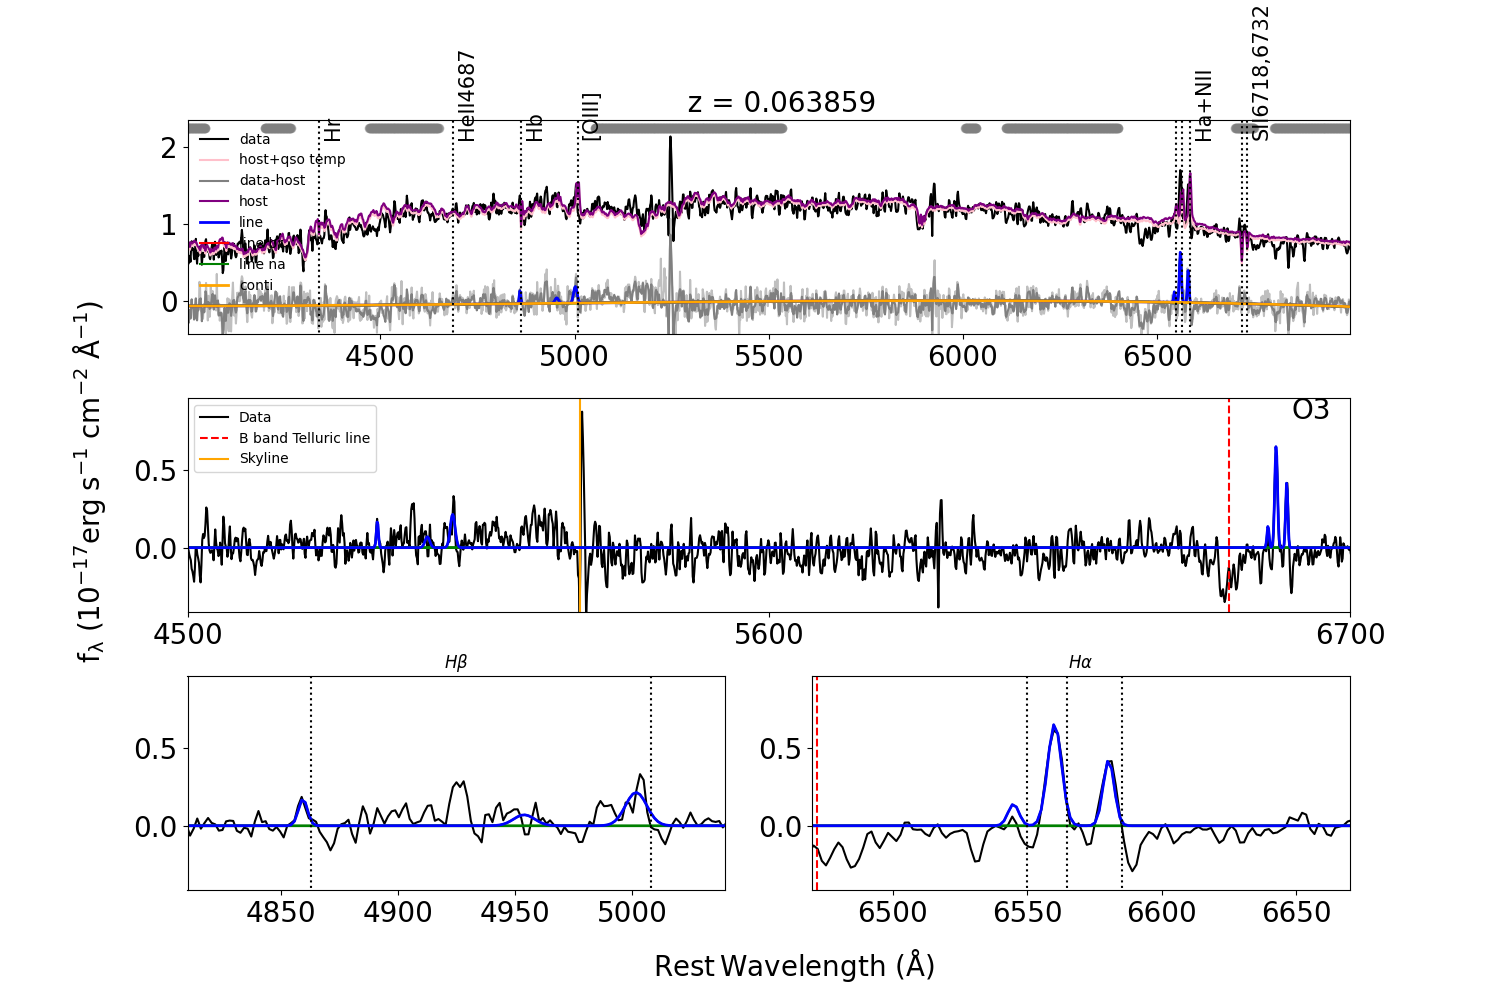 z = 0.063859
Hr
HeII4687
Hb
[OIII]
Ha+NII
SII6718,6732
data
host+qso temp
data-host
host
line
line na
conti
2
1
0
4500 5000 5500 6000 6500
f_λ (10^−17 erg s^−1 cm^−2 Å^−1)
O3
Data
B band Telluric line
Skyline
0.5
0.0
4500 5600 6700
Hβ
Hα
0.5
0.0
4850 4900 4950 5000
0.5
0.0
6500 6550 6600 6650
Rest Wavelength (Å)